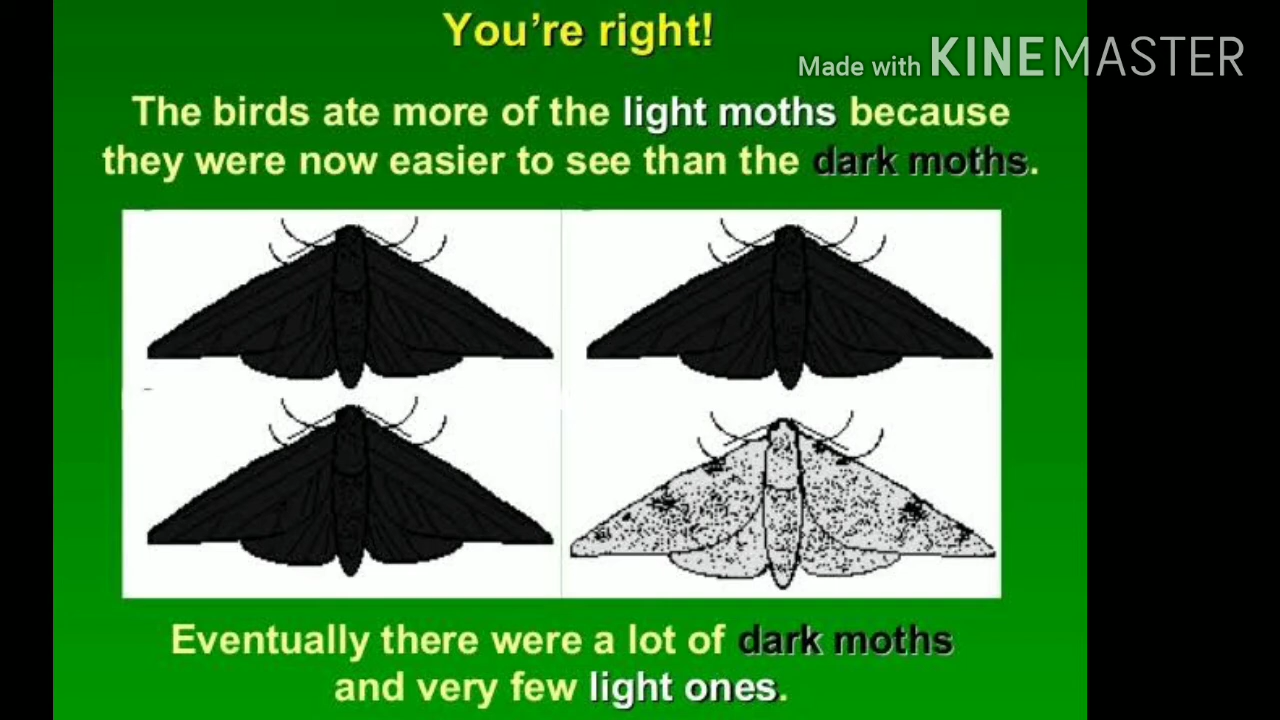 You're right!
Made with KINEMASTER
The birds ate more of the light moths because
they were now easier to see than the dark moths.
Eventually there were a lot of dark moths
and very few light ones.